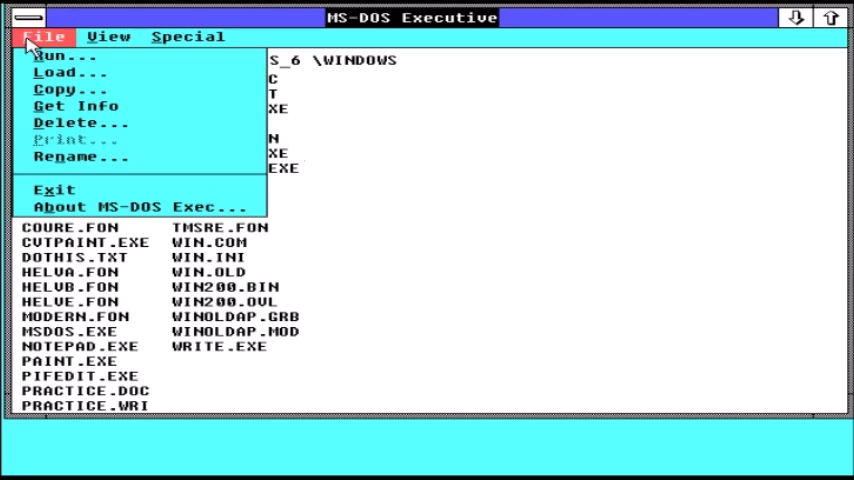 MS-DOS Executive
File View Special
Run...
S_6 \WINDOWS
Load...
C
Copy...
T
Get Info
XE
Delete...
Print...
N
Rename...
XE
EXE
Exit
About MS-DOS Exec...
COURE.FON TMSRE.FON
CVTPAINT.EXE WIN.COM
DOTHIS.TXT WIN.INI
HELVA.FON WIN.OLD
HELVB.FON WIN200.BIN
HELVE.FON WIN200.OVL
MODERN.FON WINOLDAP.GRB
MSDOS.EXE WINOLDAP.MOD
NOTEPAD.EXE WRITE.EXE
PAINT.EXE
PIFEDIT.EXE
PRACTICE.DOC
PRACTICE.WRI